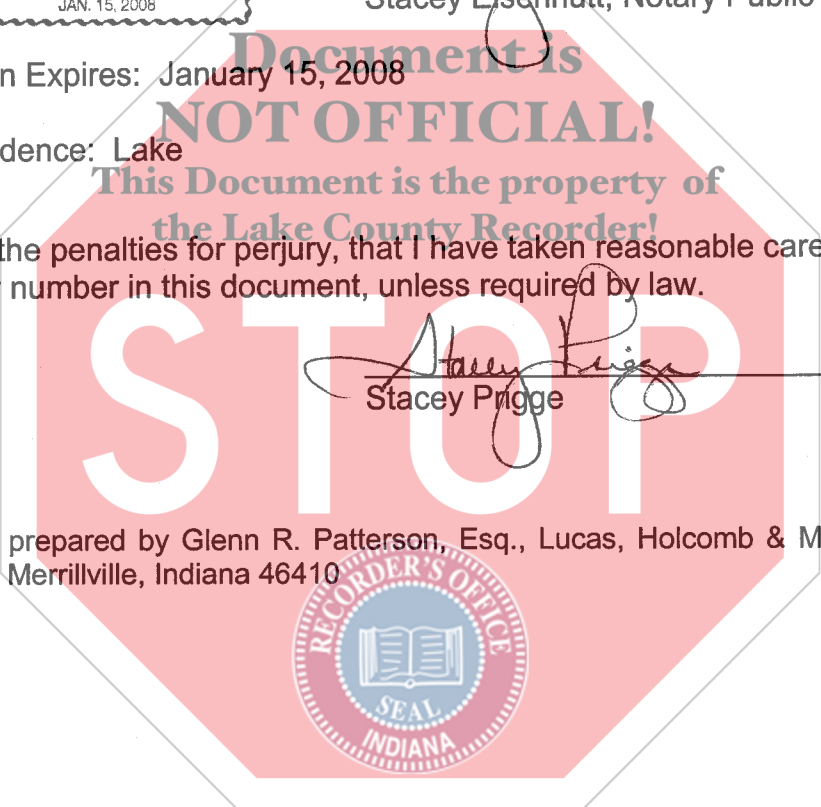 JAN. 15, 2008
Stacey Eisenhutt, Notary Public
n Expires: January 15, 2008
Document is
NOT OFFICIAL!
dence: Lake
This Document is the property of
the Lake County Recorder!
the penalties for perjury, that I have taken reasonable care
number in this document, unless required by law.
STOP
Stacey Prigge
Stacey Prigge
prepared by Glenn R. Patterson, Esq., Lucas, Holcomb & M
Merrillville, Indiana 46410
RECORDER'S OFFICE
SEAL
INDIANA